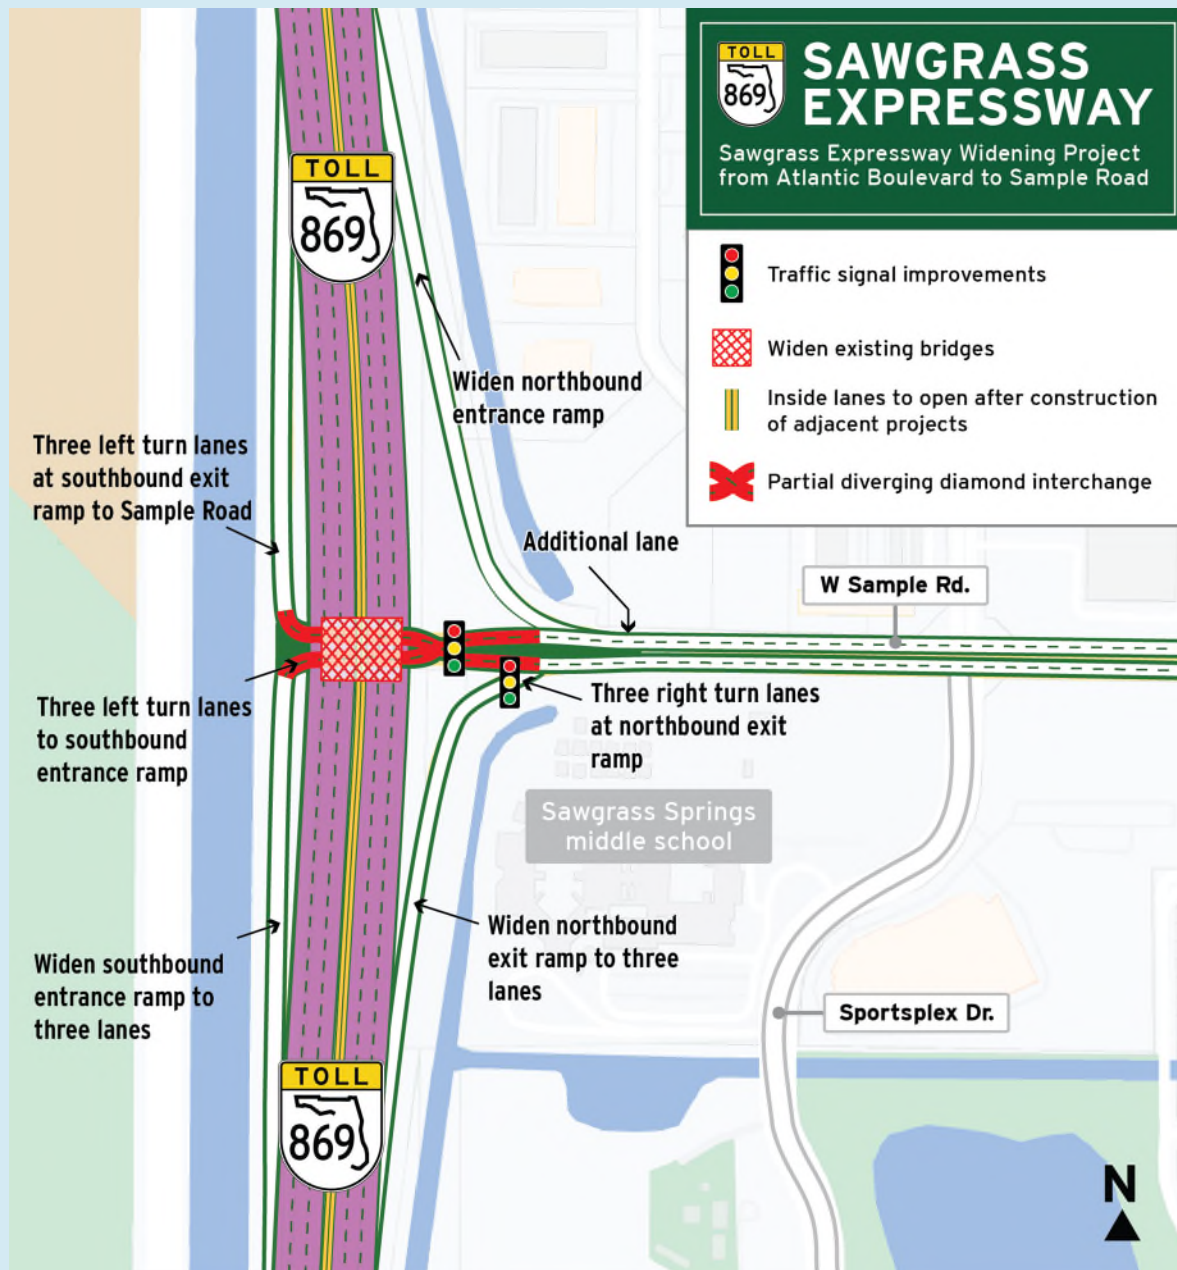 TOLL
869
SAWGRASS
EXPRESSWAY
Sawgrass Expressway Widening Project
from Atlantic Boulevard to Sample Road
Traffic signal improvements
Widen existing bridges
Inside lanes to open after construction
of adjacent projects
Partial diverging diamond interchange
TOLL
869
Widen northbound
entrance ramp
Three left turn lanes
at southbound exit
ramp to Sample Road
Additional lane
W Sample Rd.
Three left turn lanes
to southbound
entrance ramp
Three right turn lanes
at northbound exit
ramp
Sawgrass Springs
middle school
Widen southbound
entrance ramp to
three lanes
Widen northbound
exit ramp to three
lanes
Sportsplex Dr.
TOLL
869
N